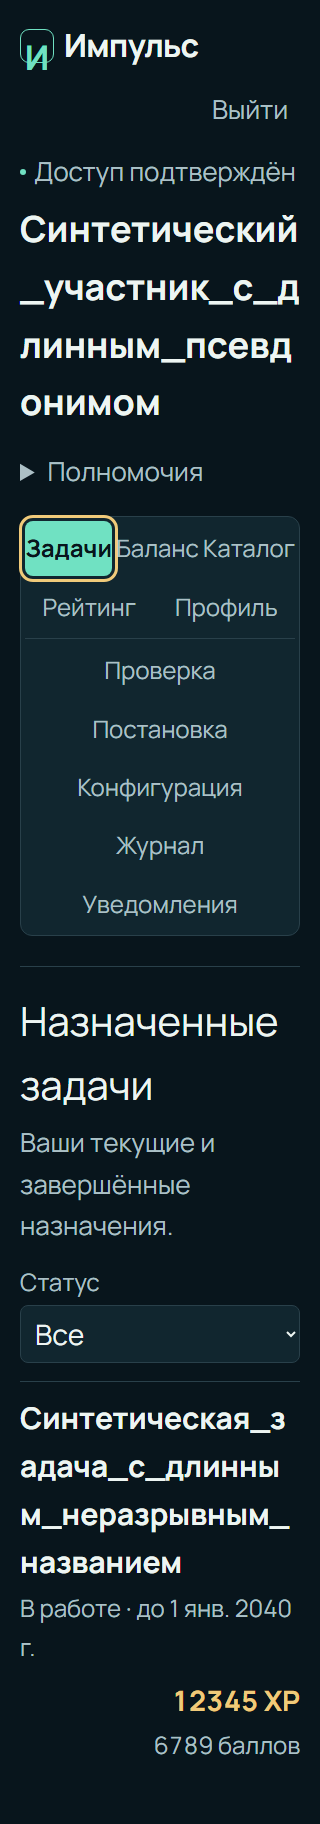 И Импульс
Выйти
• Доступ подтверждён
Синтетический
_участник_с_д
линным_псевд
онимом
▶ Полномочия
Задачи Баланс Каталог
Рейтинг Профиль
Проверка
Постановка
Конфигурация
Журнал
Уведомления
Назначенные
задачи
Ваши текущие и
завершённые
назначения.
Статус
Все
Синтетическая_з
адача_с_длинны
м_неразрывным_
названием
В работе · до 1 янв. 2040
г.
12345 XP
6789 баллов